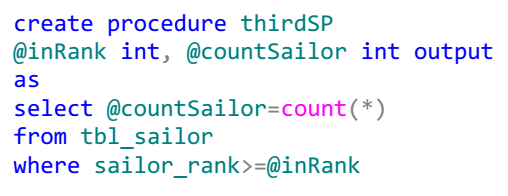 create procedure thirdSP
@inRank int, @countSailor int output
as
select @countSailor=count(*)
from tbl_sailor
where sailor_rank>=@inRank